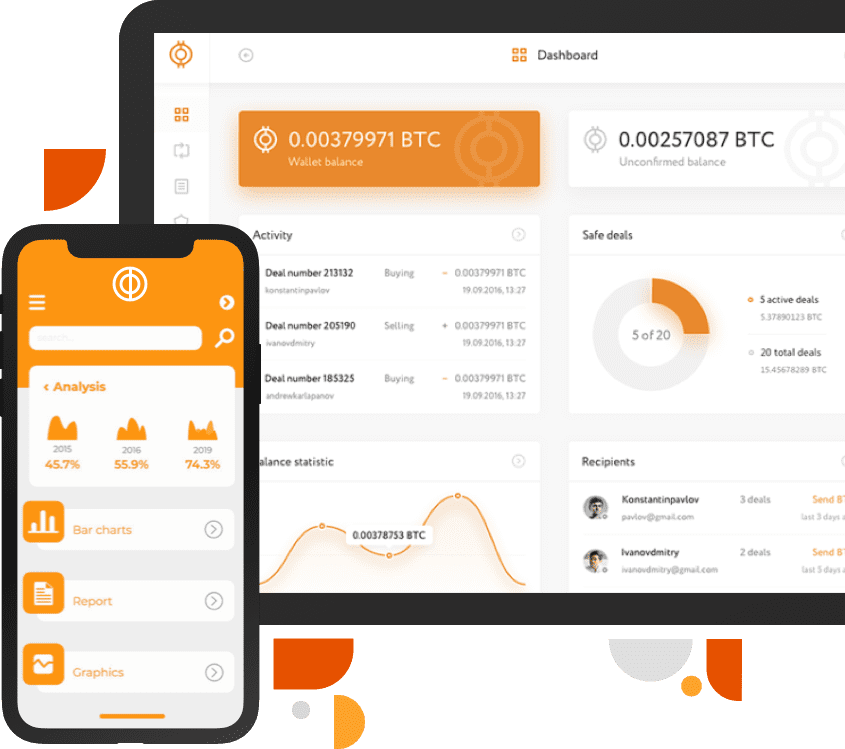 Dashboard
0.00379971 BTC
Wallet balance
0.00257087 BTC
Unconfirmed balance
Activity
Deal number 213132 Buying − 0.00379971 BTC
konstantinpavlov 19.09.2016, 13:27
Deal number 205190 Selling + 0.00379971 BTC
ivanovdmitry 19.09.2016, 13:27
Deal number 185325 Buying − 0.00379971 BTC
andrewkarlapanov 19.09.2016, 13:27
Safe deals
5 of 20
5 active deals
5.37890123 BTC
20 total deals
15.45678289 BTC
alance statistic
0.00378753 BTC
Recipients
Konstantinpavlov 3 deals Send B
pavlov@gmail.com last 3 days a
Ivanovdmitry 2 deals Send B
ivanovdmitry@gmail.com last 5 days a
search...
‹ Analysis
2015 2016 2019
45.7% 55.9% 74.3%
Bar charts
Report
Graphics